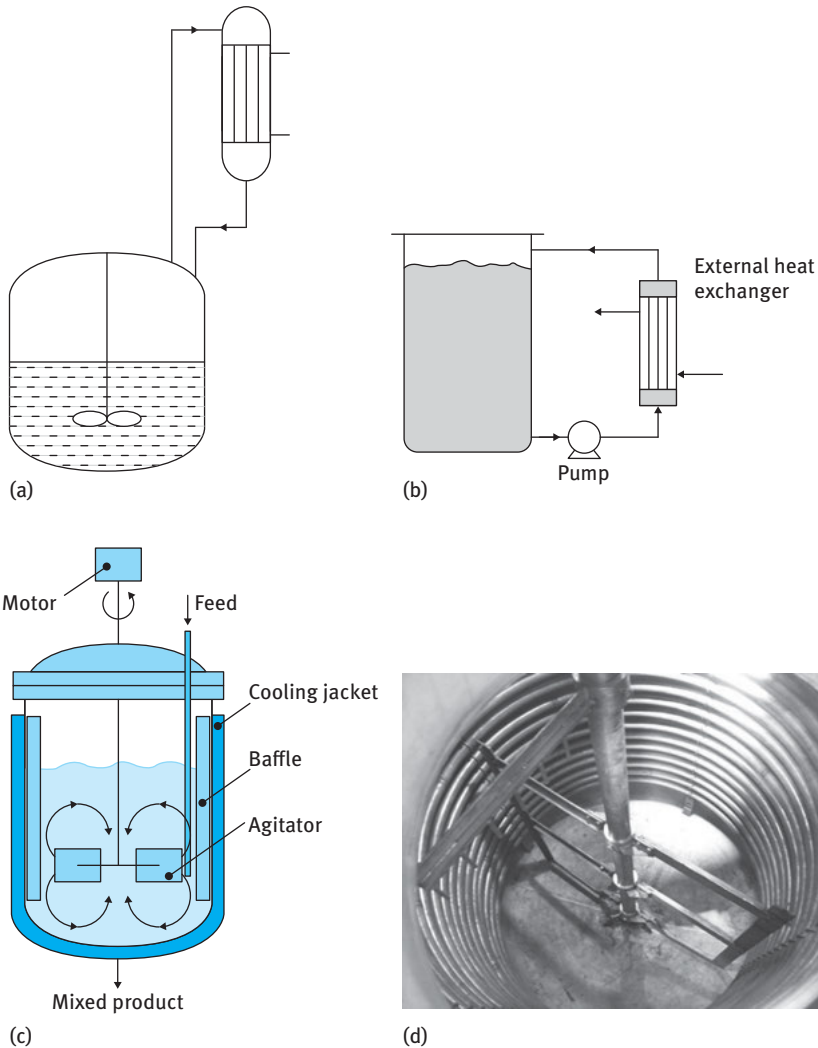 (a)
External heat
exchanger
Pump
(b)
Motor
Feed
Cooling jacket
Baffle
Agitator
Mixed product
(c)
(d)